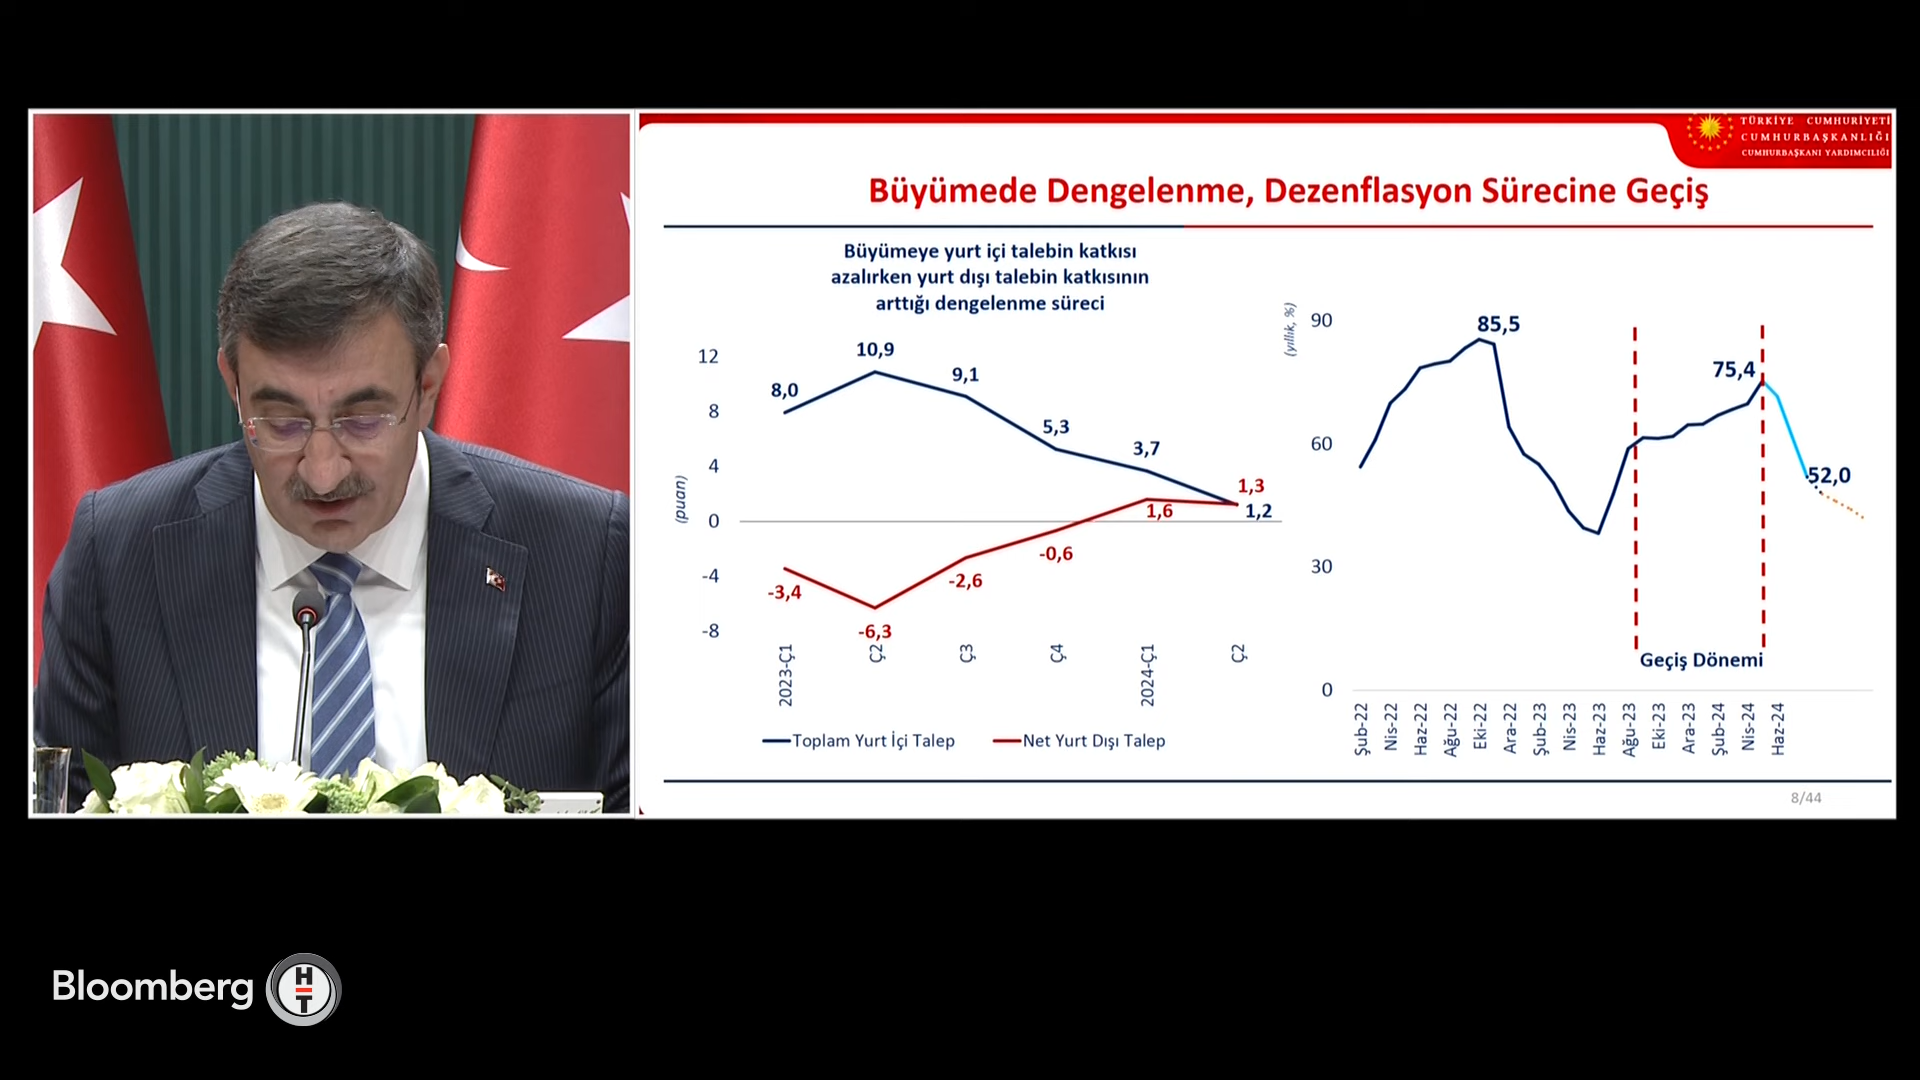 TÜRKİYE CUMHURİYETİ
CUMHURBAŞKANLIĞI
CUMHURBAŞKANI YARDIMCILIĞI
Büyümede Dengelenme, Dezenflasyon Sürecine Geçiş
Büyümeye yurt içi talebin katkısı
azalırken yurt dışı talebin katkısının
arttığı dengelenme süreci
(puan)
12
8
4
0
-4
-8
8,0
10,9
9,1
5,3
3,7
1,3
1,2
1,6
-0,6
-2,6
-3,4
-6,3
2023-Ç1
Ç2
Ç3
Ç4
2024-Ç1
Ç2
Toplam Yurt İçi Talep
Net Yurt Dışı Talep
(yıllık, %)
90
60
30
0
85,5
75,4
52,0
Geçiş Dönemi
Şub-22
Nis-22
Haz-22
Ağu-22
Eki-22
Ara-22
Şub-23
Nis-23
Haz-23
Ağu-23
Eki-23
Ara-23
Şub-24
Nis-24
Haz-24
8/44
Bloomberg HT